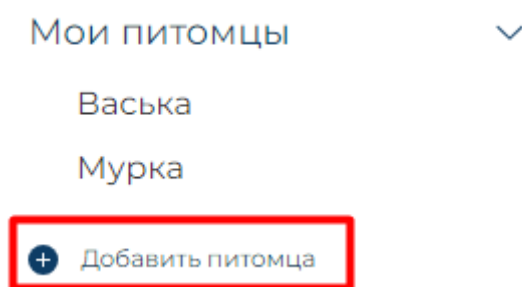 Мои питомцы
Васька
Мурка
Добавить питомца